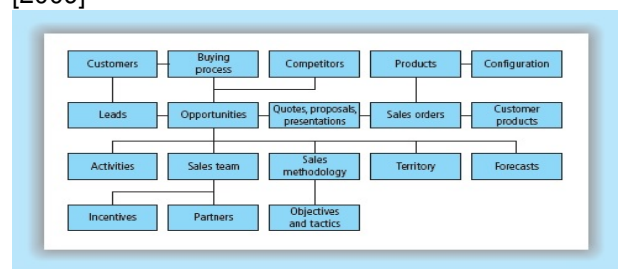 Customers
Buying
process
Competitors
Products
Configuration
Leads
Opportunities
Quotes, proposals,
presentations
Sales orders
Customer
products
Activities
Sales team
Sales
methodology
Territory
Forecasts
Incentives
Partners
Objectives
and tactics